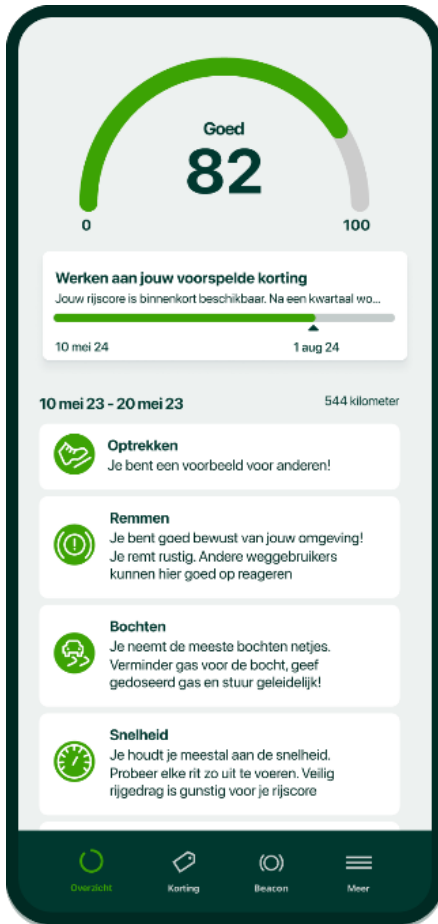 Goed
82
0
100
Werken aan jouw voorspelde korting
Jouw rijscore is binnenkort beschikbaar. Na een kwartaal wo...
10 mei 24
1 aug 24
10 mei 23 - 20 mei 23
544 kilometer
Optrekken
Je bent een voorbeeld voor anderen!
Remmen
Je bent goed bewust van jouw omgeving!
Je remt rustig. Andere weggebruikers
kunnen hier goed op reageren
Bochten
Je neemt de meeste bochten netjes.
Verminder gas voor de bocht, geef
gedoseerd gas en stuur geleidelijk!
Snelheid
Je houdt je meestal aan de snelheid.
Probeer elke rit zo uit te voeren. Veilig
rijgedrag is gunstig voor je rijscore
Overzicht
Korting
Beacon
Meer